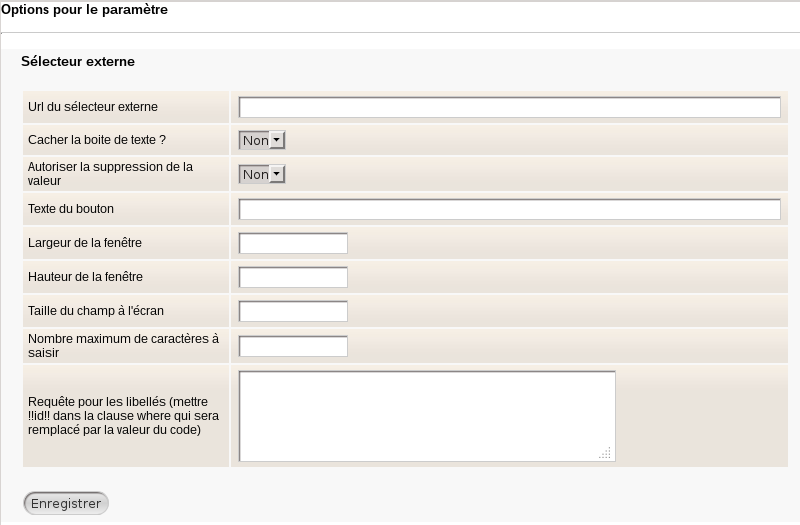 Options pour le paramètre
Sélecteur externe
Url du sélecteur externe
Cacher la boite de texte ?
Non
Autoriser la suppression de la
valeur
Non
Texte du bouton
Largeur de la fenêtre
Hauteur de la fenêtre
Taille du champ à l'écran
Nombre maximum de caractères à
saisir
Requête pour les libellés (mettre
!!id!! dans la clause where qui sera
remplacé par la valeur du code)
Enregistrer